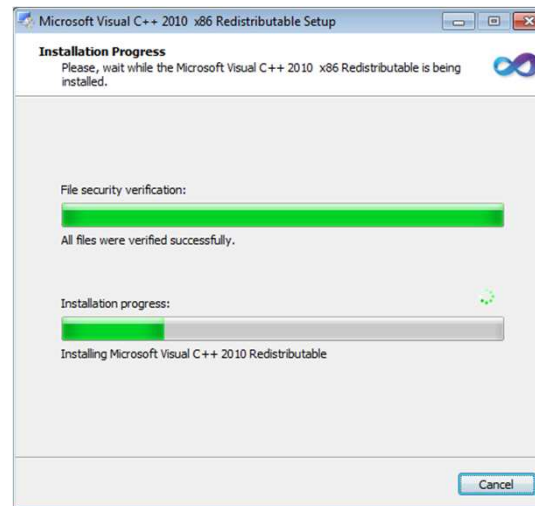 Microsoft Visual C++ 2010  x86 Redistributable Setup
Installation Progress
Please, wait while the Microsoft Visual C++ 2010  x86 Redistributable is being
installed.
File security verification:
All files were verified successfully.
Installation progress:
Installing Microsoft Visual C++ 2010 Redistributable
Cancel